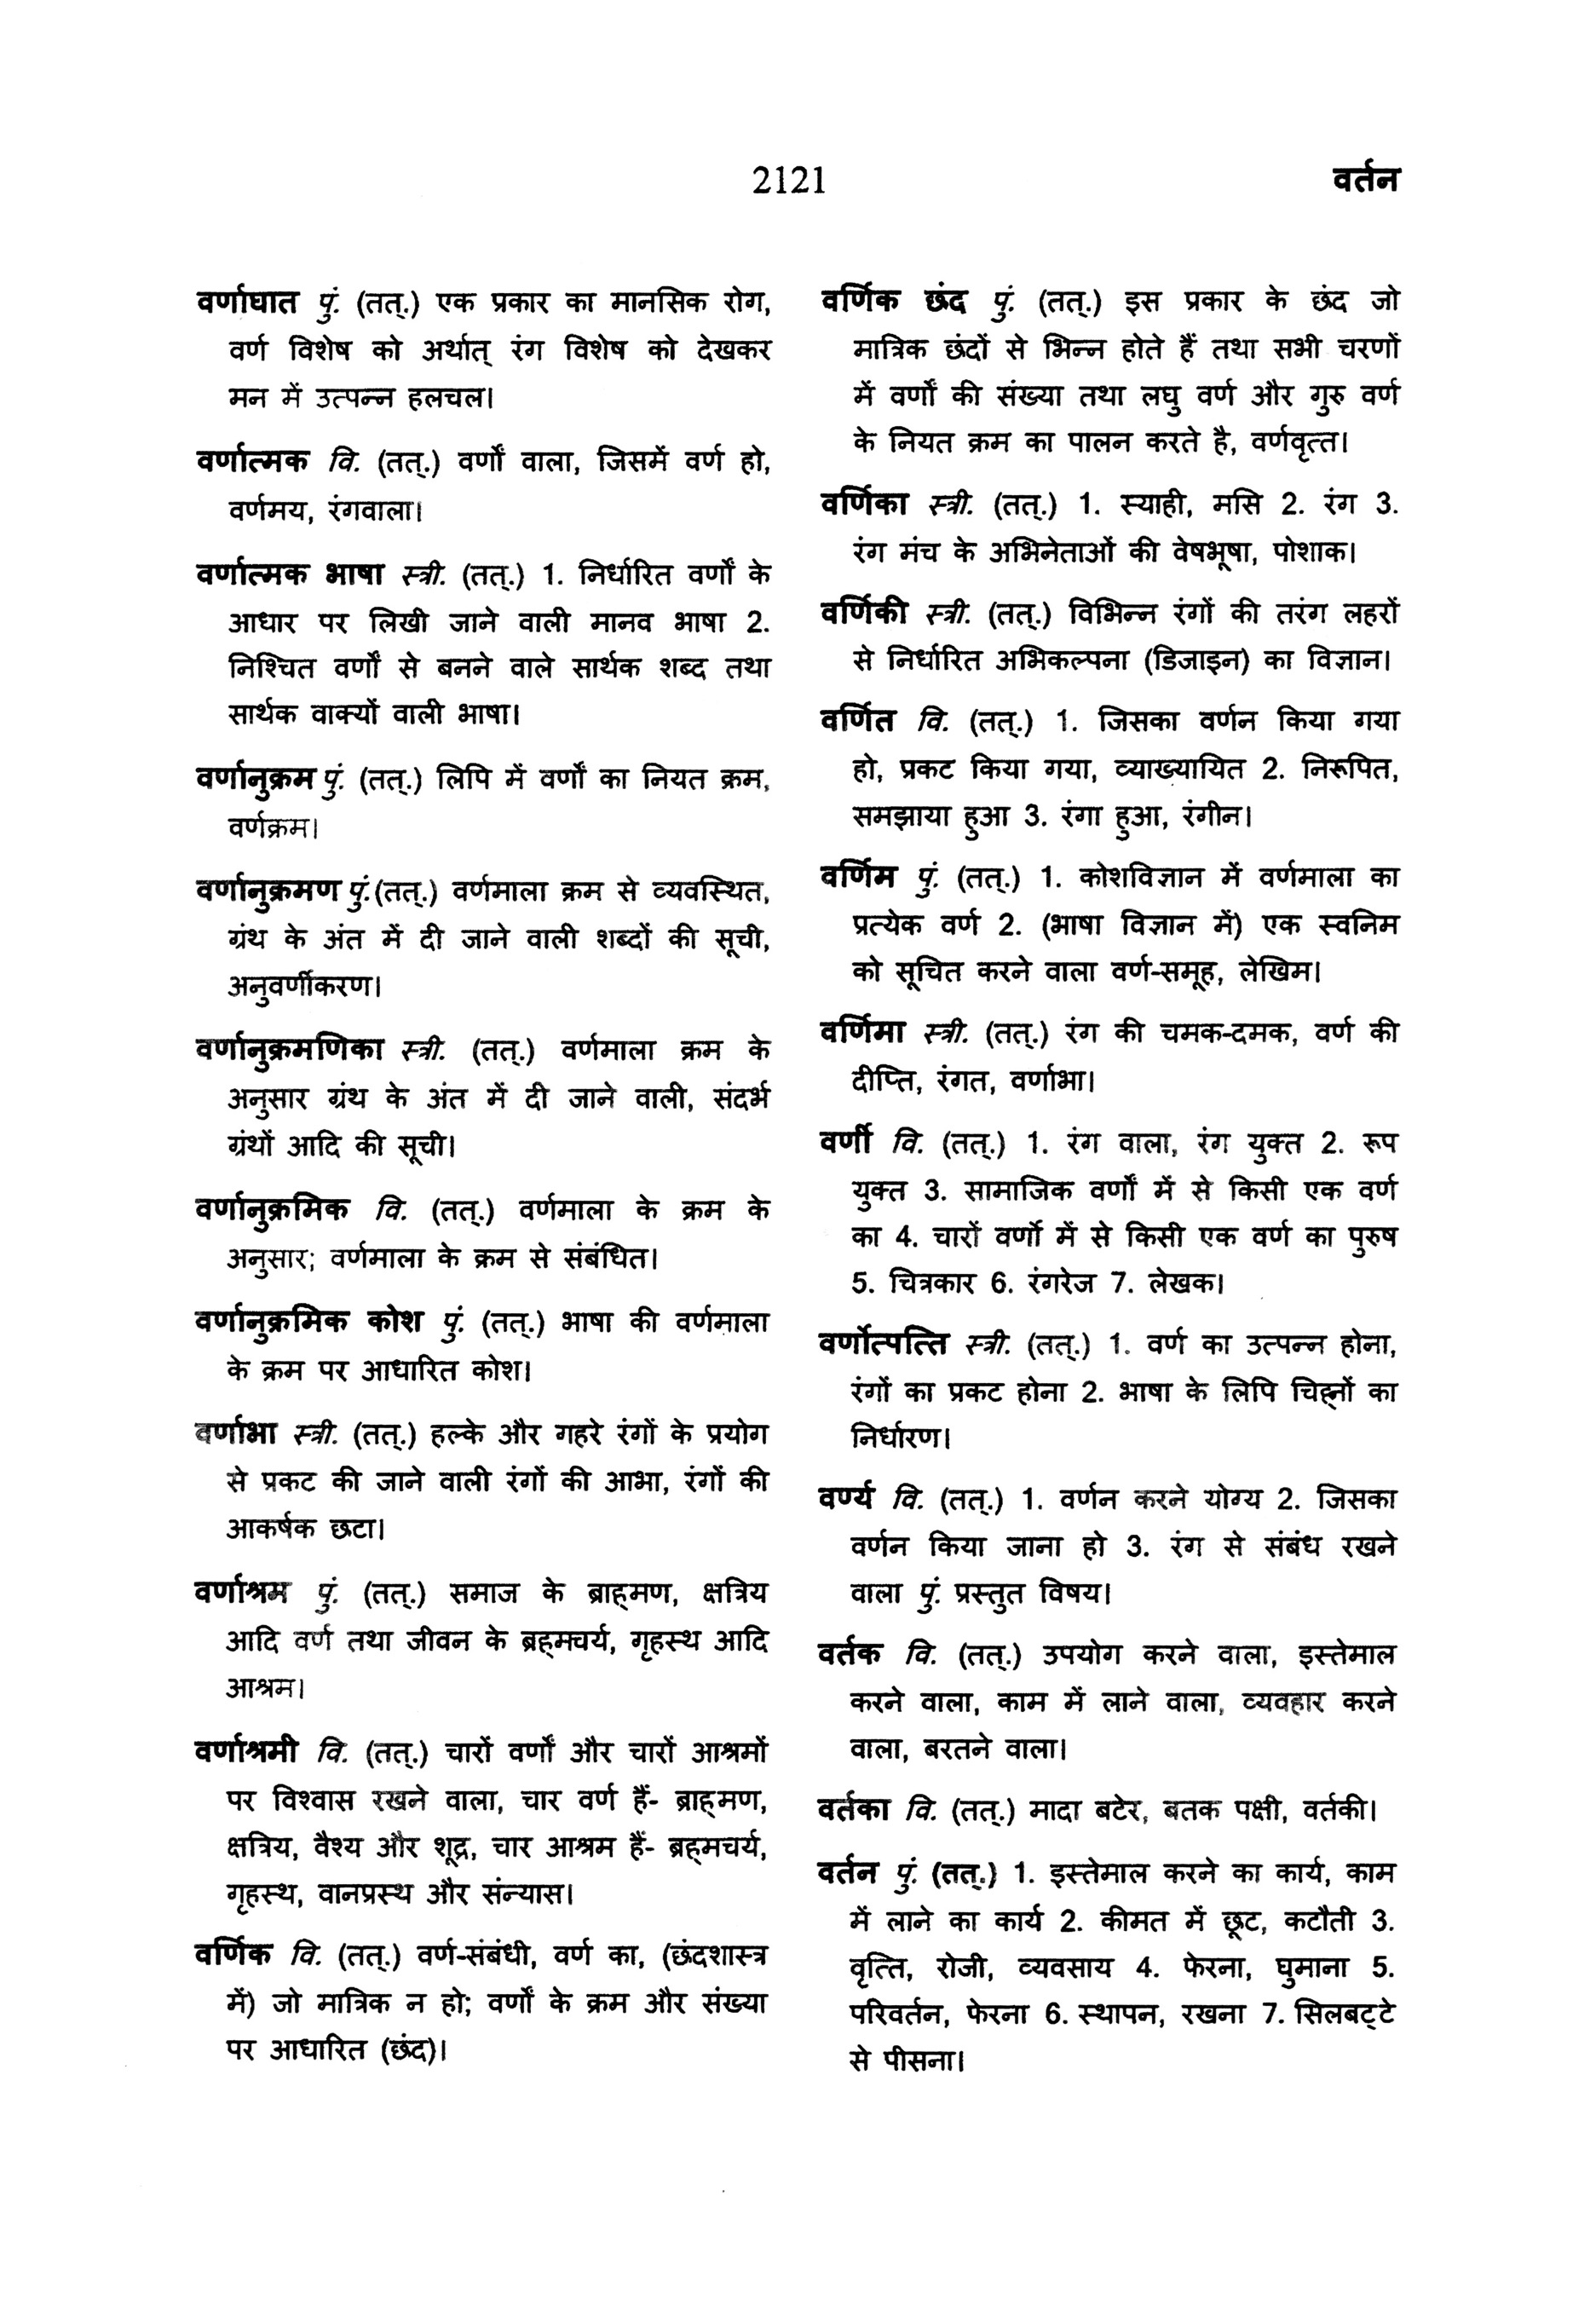 2121
वर्तन
वर्णाघात पुं. (तत्.) एक प्रकार का मानसिक रोग,
वर्ण विशेष को अर्थात् रंग विशेष को देखकर
मन में उत्पन्न हलचल।
वर्णात्मक वि. (तत्.) वर्णों वाला, जिसमें वर्ण हो,
वर्णमय, रंगवाला।
वर्णात्मक भाषा स्त्री. (तत्.) 1. निर्धारित वर्णों के
आधार पर लिखी जाने वाली मानव भाषा 2.
निश्चित वर्णों से बनने वाले सार्थक शब्द तथा
सार्थक वाक्यों वाली भाषा।
वर्णानुक्रम पुं. (तत्.) लिपि में वर्णों का नियत क्रम,
वर्णक्रम।
वर्णानुक्रमण पुं.(तत्.) वर्णमाला क्रम से व्यवस्थित,
ग्रंथ के अंत में दी जाने वाली शब्दों की सूची,
अनुवर्णीकरण।
वर्णानुक्रमणिका स्त्री. (तत्.) वर्णमाला क्रम के
अनुसार ग्रंथ के अंत में दी जाने वाली, संदर्भ
ग्रंथों आदि की सूची।
वर्णानुक्रमिक वि. (तत्.) वर्णमाला के क्रम के
अनुसार; वर्णमाला के क्रम से संबंधित।
वर्णानुक्रमिक कोश पुं. (तत्.) भाषा की वर्णमाला
के क्रम पर आधारित कोश।
वर्णाभा स्त्री. (तत्.) हल्के और गहरे रंगों के प्रयोग
से प्रकट की जाने वाली रंगों की आभा, रंगों की
आकर्षक छटा।
वर्णाश्रम पुं. (तत्.) समाज के ब्राह्मण, क्षत्रिय
आदि वर्ण तथा जीवन के ब्रह्मचर्य, गृहस्थ आदि
आश्रम।
वर्णाश्रमी वि. (तत्.) चारों वर्णों और चारों आश्रमों
पर विश्वास रखने वाला, चार वर्ण हैं- ब्राह्मण,
क्षत्रिय, वैश्य और शूद्र, चार आश्रम हैं- ब्रह्मचर्य,
गृहस्थ, वानप्रस्थ और संन्यास।
वर्णिक वि. (तत्.) वर्ण-संबंधी, वर्ण का, (छंदशास्त्र
में) जो मात्रिक न हो; वर्णों के क्रम और संख्या
पर आधारित (छंद)।
वर्णिक छंद पुं. (तत्.) इस प्रकार के छंद जो
मात्रिक छंदों से भिन्न होते हैं तथा सभी चरणों
में वर्णों की संख्या तथा लघु वर्ण और गुरु वर्ण
के नियत क्रम का पालन करते है, वर्णवृत्त।
वर्णिका स्त्री. (तत्.) 1. स्याही, मसि 2. रंग 3.
रंग मंच के अभिनेताओं की वेषभूषा, पोशाक।
वर्णिकी स्त्री. (तत्.) विभिन्न रंगों की तरंग लहरों
से निर्धारित अभिकल्पना (डिजाइन) का विज्ञान।
वर्णित वि. (तत्.) 1. जिसका वर्णन किया गया
हो, प्रकट किया गया, व्याख्यायित 2. निरूपित,
समझाया हुआ 3. रंगा हुआ, रंगीन।
वर्णिम पुं. (तत्.) 1. कोशविज्ञान में वर्णमाला का
प्रत्येक वर्ण 2. (भाषा विज्ञान में) एक स्वनिम
को सूचित करने वाला वर्ण-समूह, लेखिम।
वर्णिमा स्त्री. (तत्.) रंग की चमक-दमक, वर्ण की
दीप्ति, रंगत, वर्णाभा।
वर्णी वि. (तत्.) 1. रंग वाला, रंग युक्त 2. रूप
युक्त 3. सामाजिक वर्णों में से किसी एक वर्ण
का 4. चारों वर्णो में से किसी एक वर्ण का पुरुष
5. चित्रकार 6. रंगरेज 7. लेखक।
वर्णोत्पत्ति स्त्री. (तत्.) 1. वर्ण का उत्पन्न होना,
रंगों का प्रकट होना 2. भाषा के लिपि चिह्नों का
निर्धारण।
वर्ण्य वि. (तत्.) 1. वर्णन करने योग्य 2. जिसका
वर्णन किया जाना हो 3. रंग से संबंध रखने
वाला पुं. प्रस्तुत विषय।
वर्तक वि. (तत्.) उपयोग करने वाला, इस्तेमाल
करने वाला, काम में लाने वाला, व्यवहार करने
वाला, बरतने वाला।
वर्तका वि. (तत्.) मादा बटेर, बतक पक्षी, वर्तकी।
वर्तन पुं. (तत्.) 1. इस्तेमाल करने का कार्य, काम
में लाने का कार्य 2. कीमत में छूट, कटौती 3.
वृत्ति, रोजी, व्यवसाय 4. फेरना, घुमाना 5.
परिवर्तन, फेरना 6. स्थापन, रखना 7. सिलबट्टे
से पीसना।